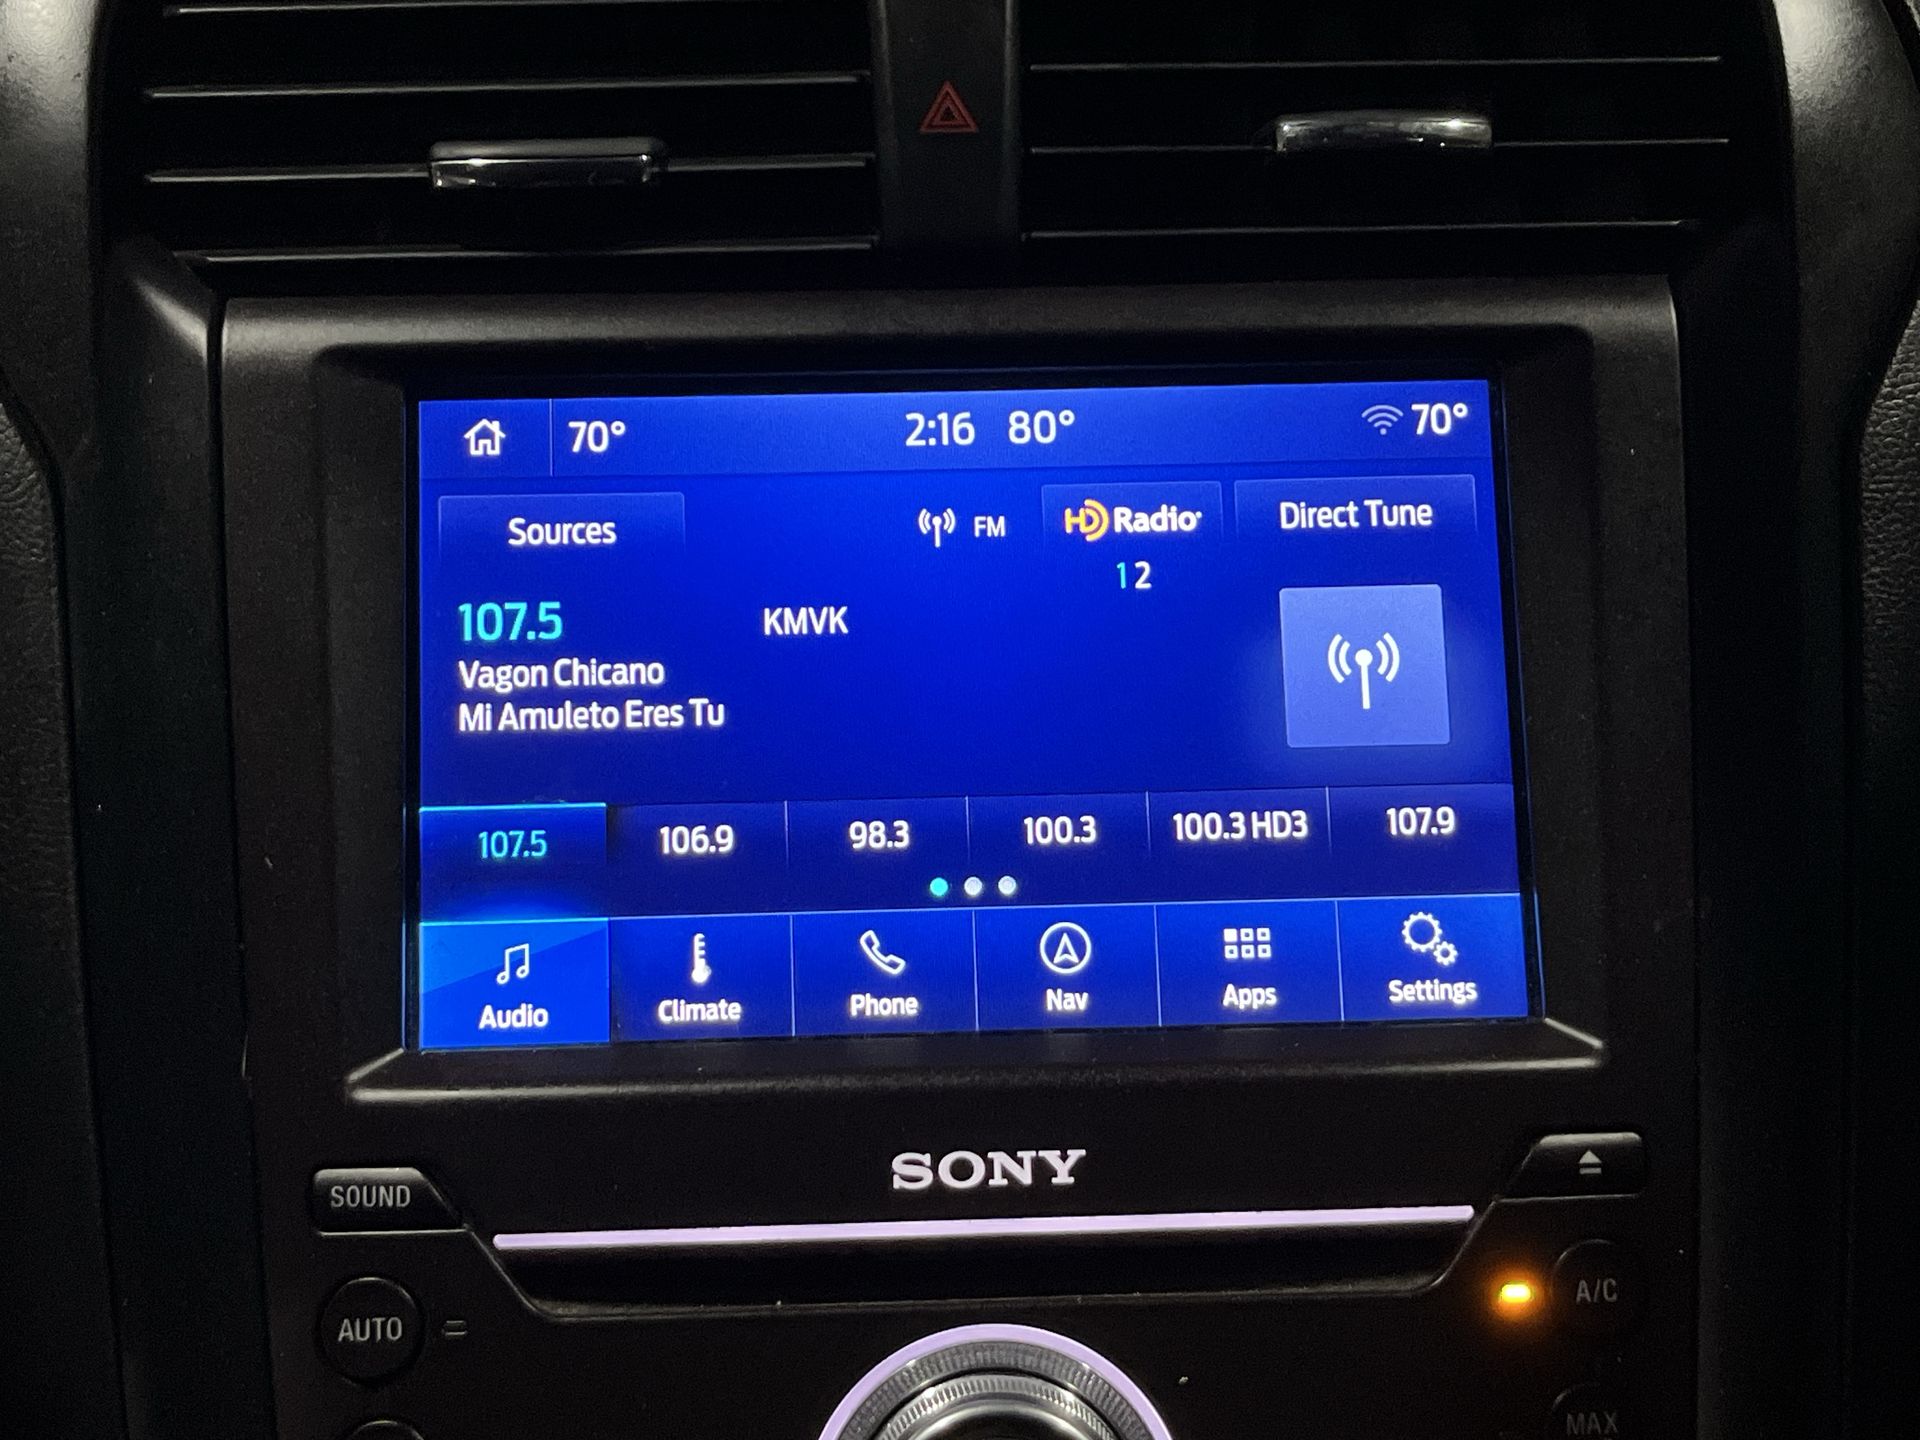 70° 2:16 80° 70°
Sources FM HD Radio Direct Tune
1 2
107.5 KMVK
Vagon Chicano
Mi Amuleto Eres Tu
107.5 106.9 98.3 100.3 100.3 HD3 107.9
Audio Climate Phone Nav Apps Settings
SONY
SOUND
A/C
AUTO
MAX